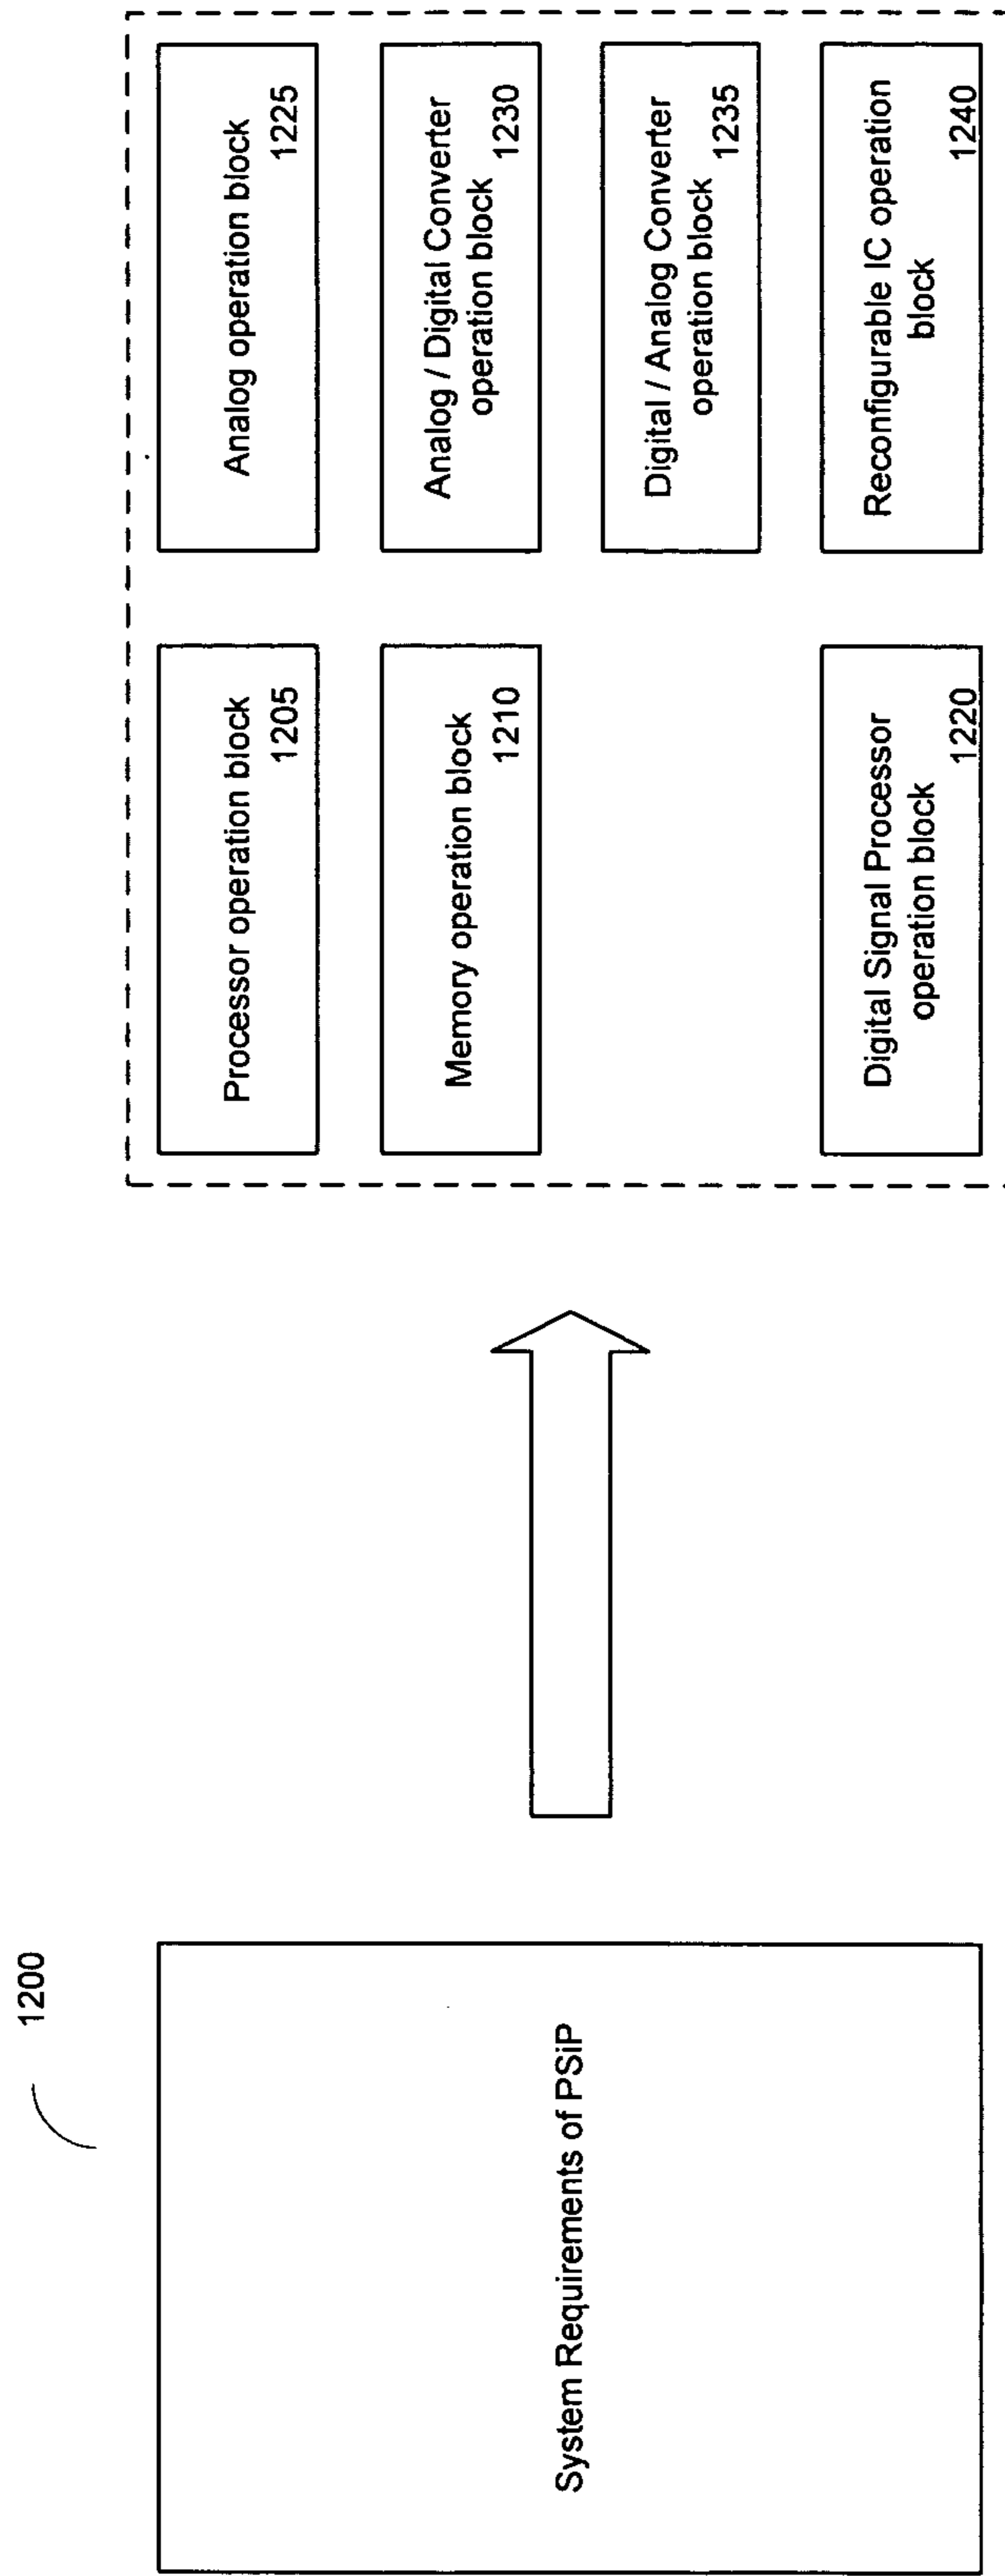 1200
System Requirements of PSiP
Processor operation block
1205
Memory operation block
1210
Digital Signal Processor
operation block
1220
Analog operation block
1225
Analog / Digital Converter
operation block
1230
Digital / Analog Converter
operation block
1235
Reconfigurable IC operation
block
1240